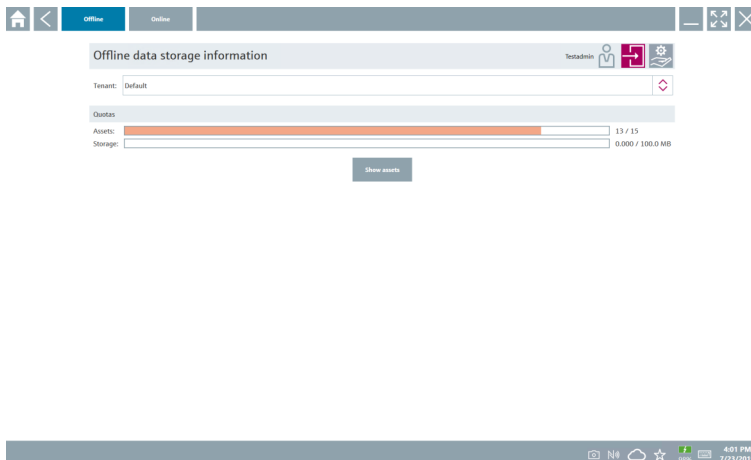 Offline Online
Offline data storage information
Testadmin
Tenant: Default
Quotas
Assets: 13 / 15
Storage: 0.000 / 100.0 MB
Show assets
4:01 PM